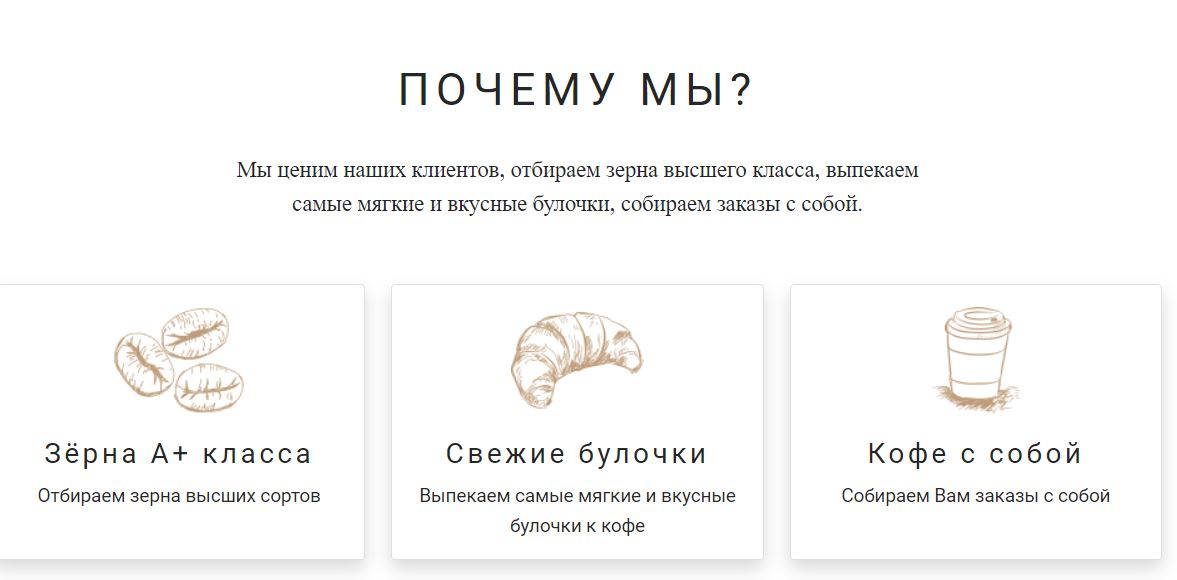 ПОЧЕМУ МЫ?
Мы ценим наших клиентов, отбираем зерна высшего класса, выпекаем
самые мягкие и вкусные булочки, собираем заказы с собой.
Зёрна А+ класса
Отбираем зерна высших сортов
Свежие булочки
Выпекаем самые мягкие и вкусные
булочки к кофе
Кофе с собой
Собираем Вам заказы с собой